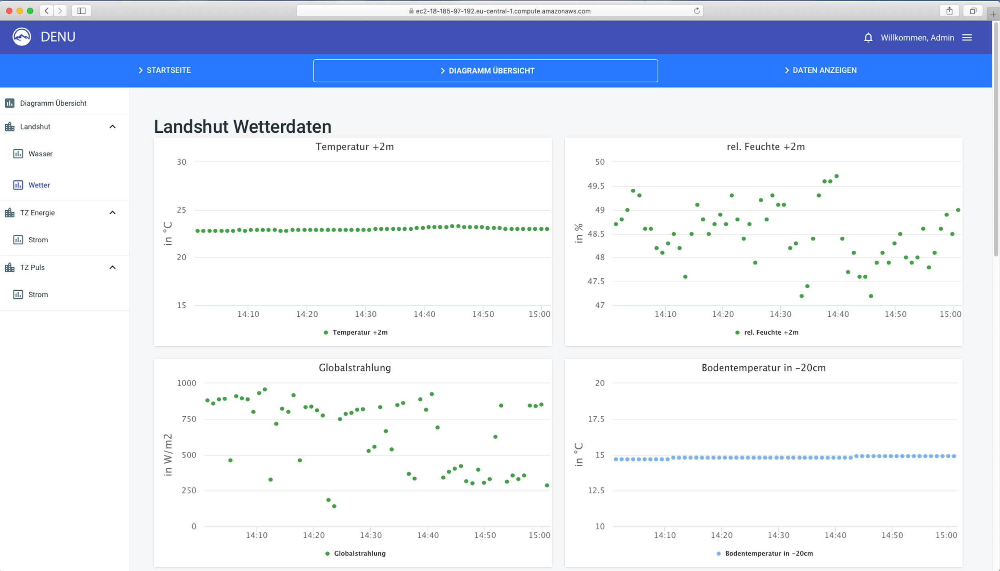 ec2-18-185-97-192.eu-central-1.compute.amazonaws.com
DENU
Willkommen, Admin
STARTSEITE
DIAGRAMM ÜBERSICHT
DATEN ANZEIGEN
Diagramm Übersicht
Landshut
Wasser
Wetter
TZ Energie
Strom
TZ Puls
Strom
Landshut Wetterdaten
Temperatur +2m
30
25
20
15
in °C
14:10 14:20 14:30 14:40 14:50 15:00
Temperatur +2m
rel. Feuchte +2m
50
49.5
49
48.5
48
47.5
47
in %
14:10 14:20 14:30 14:40 14:50 15:00
rel. Feuchte +2m
Globalstrahlung
1000
750
500
250
0
in W/m2
14:10 14:20 14:30 14:40 14:50 15:00
Globalstrahlung
Bodentemperatur in -20cm
20
17.5
15
12.5
10
in °C
14:10 14:20 14:30 14:40 14:50 15:00
Bodentemperatur in -20cm